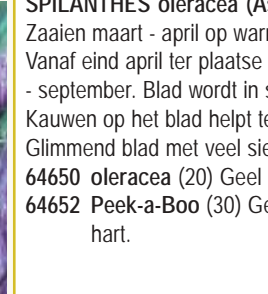 SPILANTHES oleracea (A
Zaaien maart - april op war
Vanaf eind april ter plaatse
- september. Blad wordt in
Kauwen op het blad helpt te
Glimmend blad met veel sie
64650 oleracea (20) Geel
64652 Peek-a-Boo (30) Ge
hart.